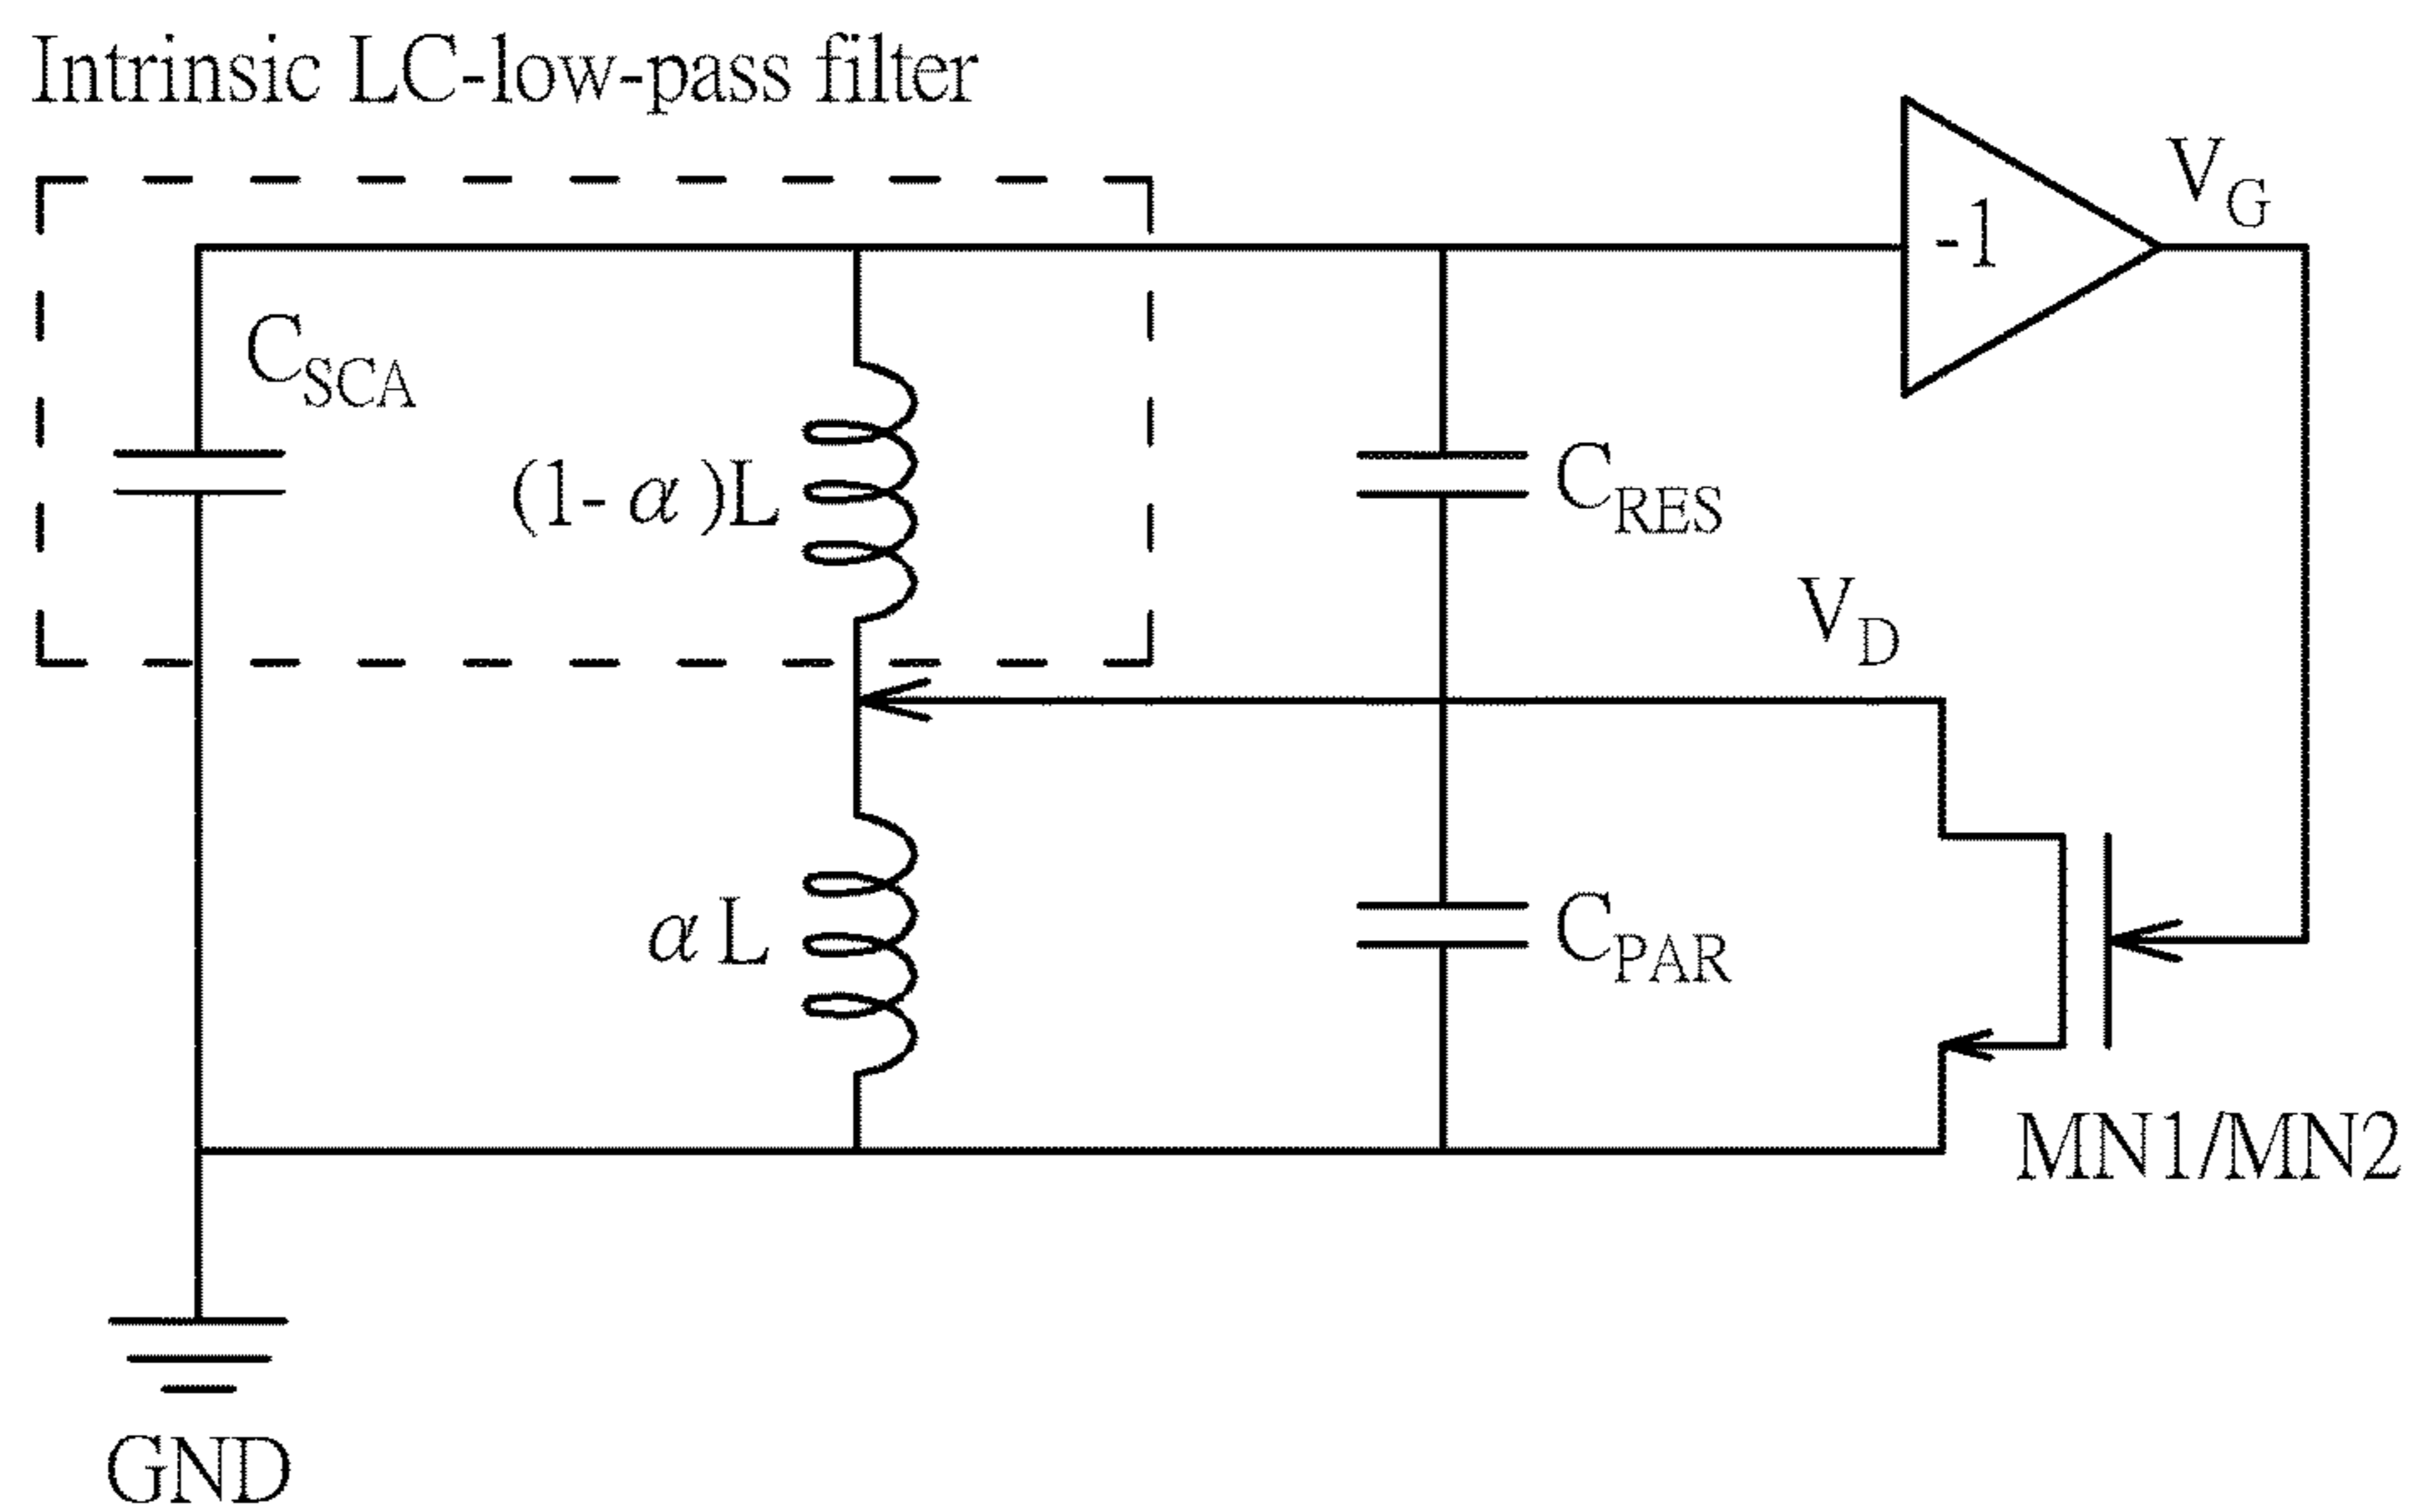 Intrinsic LC-low-pass filter
-1
V_G
C_SCA
(1-α)L
C_RES
V_D
αL
C_PAR
MN1/MN2
GND